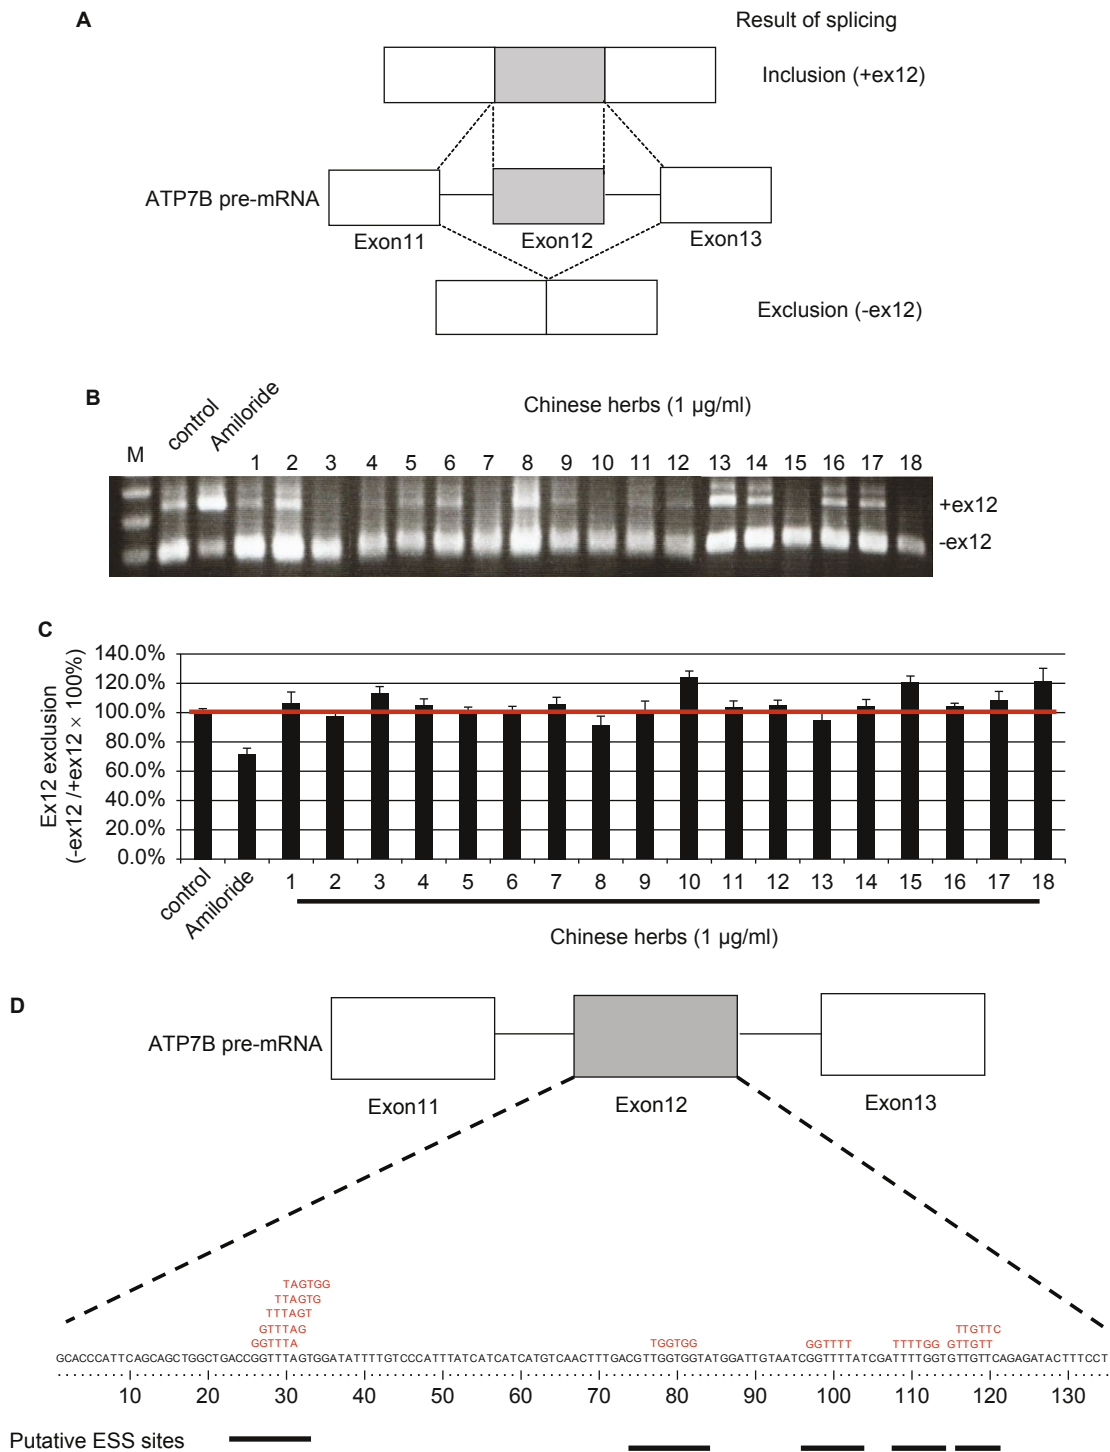 A
Result of splicing
Inclusion (+ex12)
ATP7B pre-mRNA
Exon11
Exon12
Exon13
Exclusion (-ex12)
B
control
Amiloride
Chinese herbs (1 µg/ml)
M
1 2 3 4 5 6 7 8 9 10 11 12 13 14 15 16 17 18
+ex12
-ex12
C
Ex12 exclusion
(-ex12 /+ex12 × 100%)
140.0%
120.0%
100.0%
80.0%
60.0%
40.0%
20.0%
0.0%
control
Amiloride
1 2 3 4 5 6 7 8 9 10 11 12 13 14 15 16 17 18
Chinese herbs (1 µg/ml)
D
ATP7B pre-mRNA
Exon11
Exon12
Exon13
TAGTGG
TTAGTG
TTTAGT
GTTTAG TTGTTC
GGTTTA TGGTGG GGTTTT TTTTGG GTTGTT
GCACCCATTCAGCAGCTGGCTGACCGGTTTAGTGGATATTTTGTCCCATTTATCATCATCATGTCAACTTTGACGTTGGTGGTATGGATTGTAATCGGTTTTATCGATTTTGGTGTTGTTCAGAGATACTTTCCT
10 20 30 40 50 60 70 80 90 100 110 120 130
Putative ESS sites